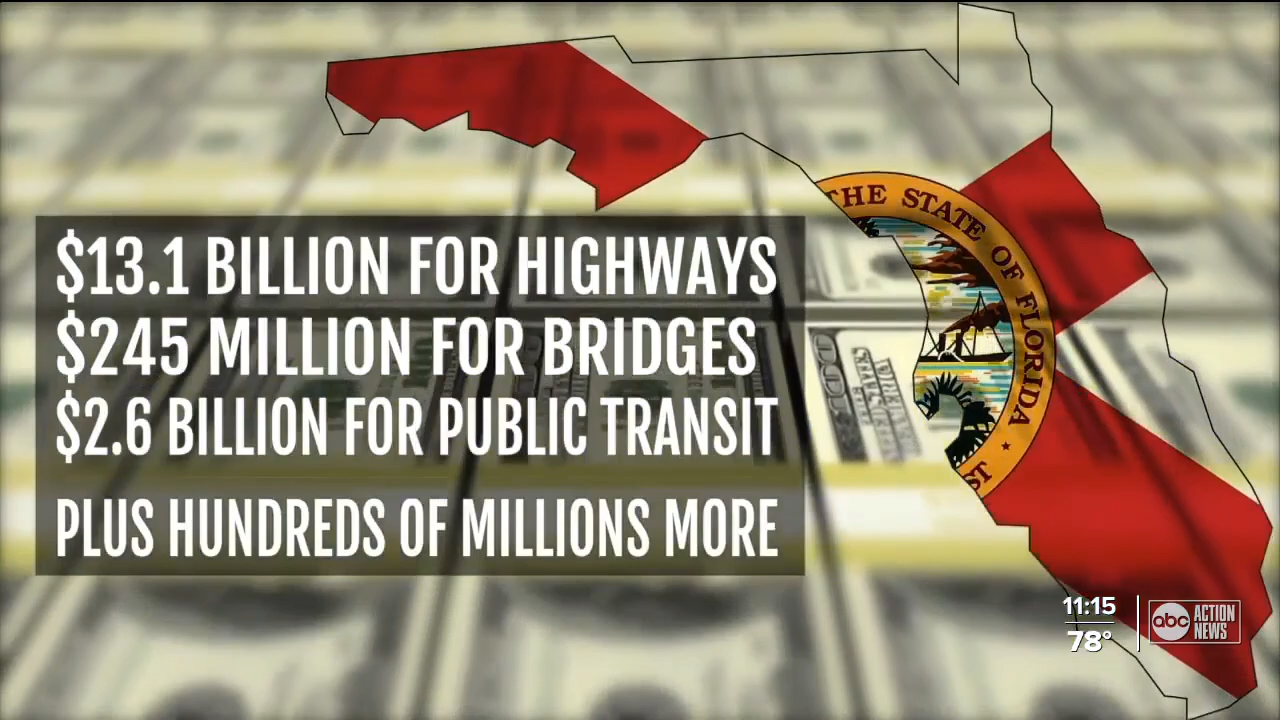 $13.1 BILLION FOR HIGHWAYS
$245 MILLION FOR BRIDGES
$2.6 BILLION FOR PUBLIC TRANSIT
PLUS HUNDREDS OF MILLIONS MORE
THE STATE OF FLORIDA
ST
11:15
78°
abc ACTION NEWS